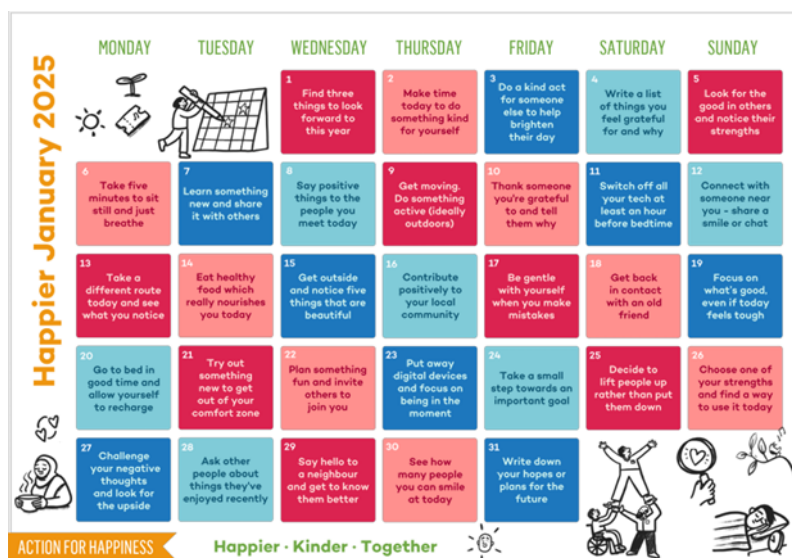 Happier January 2025
MONDAY TUESDAY WEDNESDAY THURSDAY FRIDAY SATURDAY SUNDAY
1
Find three
things to look
forward to
this year
2
Make time
today to do
something kind
for yourself
3
Do a kind act
for someone
else to help
brighten
their day
4
Write a list
of things you
feel grateful
for and why
5
Look for the
good in others
and notice their
strengths
6
Take five
minutes to sit
still and just
breathe
7
Learn something
new and share
it with others
8
Say positive
things to the
people you
meet today
9
Get moving.
Do something
active (ideally
outdoors)
10
Thank someone
you're grateful
to and tell
them why
11
Switch off all
your tech at
least an hour
before bedtime
12
Connect with
someone near
you - share a
smile or chat
13
Take a
different route
today and see
what you notice
14
Eat healthy
food which
really nourishes
you today
15
Get outside
and notice five
things that are
beautiful
16
Contribute
positively to
your local
community
17
Be gentle
with yourself
when you make
mistakes
18
Get back
in contact
with an old
friend
19
Focus on
what's good,
even if today
feels tough
20
Go to bed in
good time and
allow yourself
to recharge
21
Try out
something
new to get
out of your
comfort zone
22
Plan something
fun and invite
others to
join you
23
Put away
digital devices
and focus on
being in the
moment
24
Take a small
step towards an
important goal
25
Decide to
lift people up
rather than put
them down
26
Choose one of
your strengths
and find a way
to use it today
27
Challenge
your negative
thoughts
and look for
the upside
28
Ask other
people about
things they've
enjoyed recently
29
Say hello to
a neighbour
and get to know
them better
30
See how
many people
you can smile
at today
31
Write down
your hopes or
plans for the
future
ACTION FOR HAPPINESS
Happier · Kinder · Together